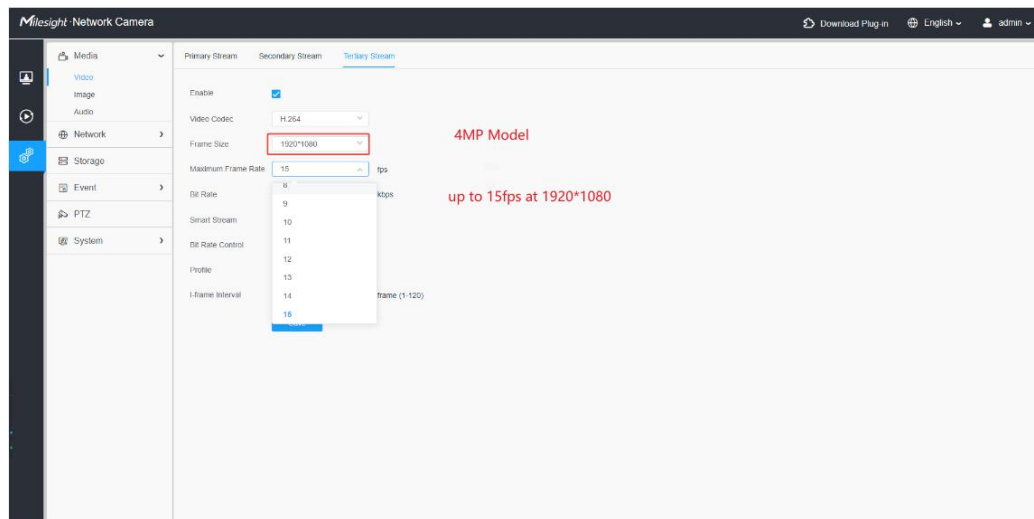 Milesight Network Camera
Download Plug-in
English
admin
Media
Video
Image
Audio
Network
Storage
Event
PTZ
System
Primary Stream Secondary Stream Tertiary Stream
Enable
Video Codec H.264
Frame Size 1920*1080
4MP Model
Maximum Frame Rate 15 fps
Bit Rate kbps
up to 15fps at 1920*1080
Smart Stream
Bit Rate Control
Profile
I-frame Interval frame (1-120)
8
9
10
11
12
13
14
15
Save